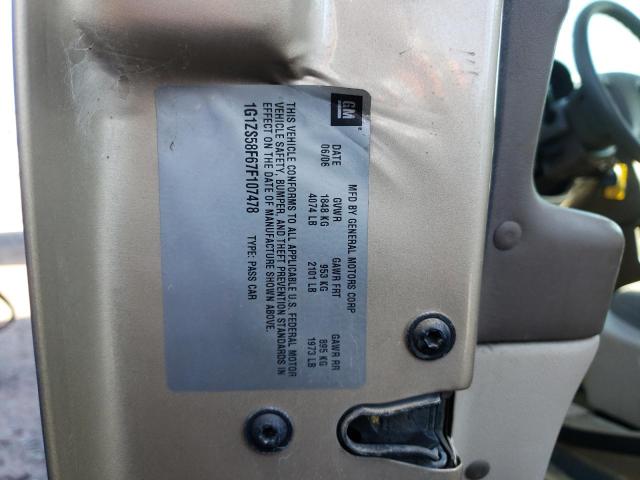 GM
MFD BY GENERAL MOTORS CORP
DATE GVWR GAWR FRT GAWR RR
06/06 1848 KG 953 KG 895 KG
4074 LB 2101 LB 1973 LB
THIS VEHICLE CONFORMS TO ALL APPLICABLE U.S. FEDERAL MOTOR
VEHICLE SAFETY, BUMPER, AND THEFT PREVENTION STANDARDS IN
EFFECT ON THE DATE OF MANUFACTURE SHOWN ABOVE.
1G1ZS58F67F107478 TYPE: PASS CAR